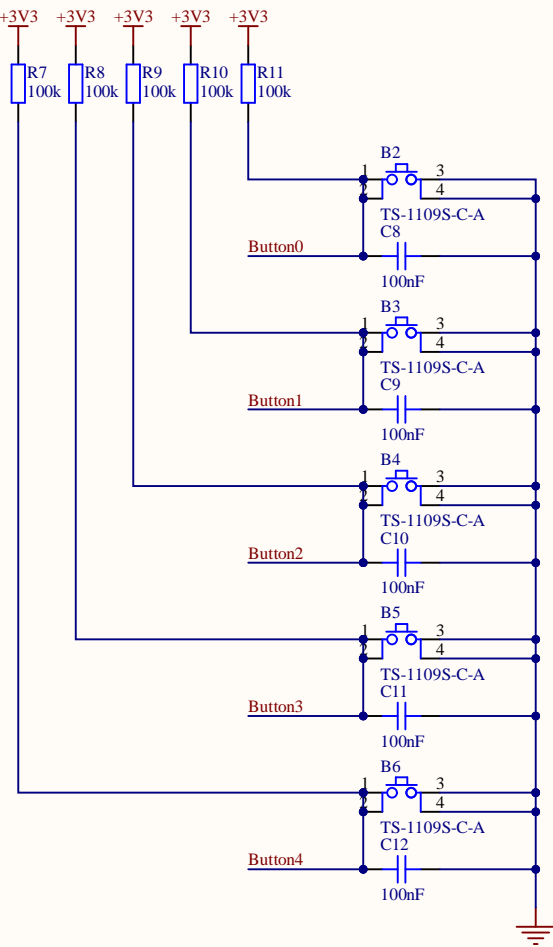 +3V3 +3V3 +3V3 +3V3 +3V3
R7 R8 R9 R10 R11
100k 100k 100k 100k 100k
B2
1 3
2 4
TS-1109S-C-A
C8
Button0
100nF
B3
1 3
2 4
TS-1109S-C-A
C9
Button1
100nF
B4
1 3
2 4
TS-1109S-C-A
C10
Button2
100nF
B5
1 3
2 4
TS-1109S-C-A
C11
Button3
100nF
B6
1 3
2 4
TS-1109S-C-A
C12
Button4
100nF